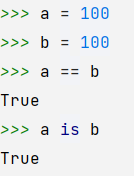 >>> a = 100
>>> b = 100
>>> a == b
True
>>> a is b
True